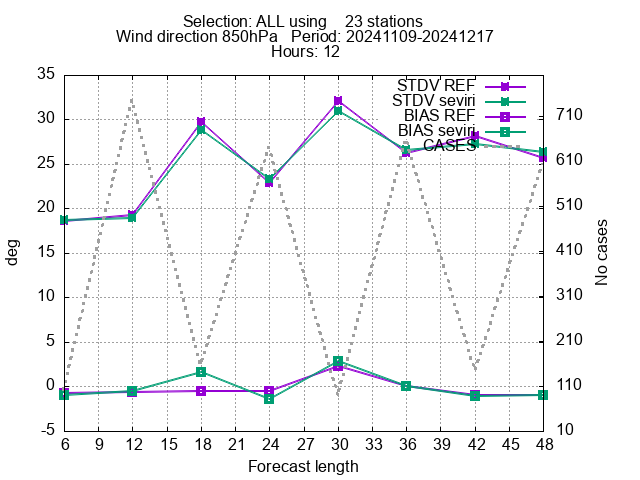 Selection: ALL using    23 stations
Wind direction 850hPa   Period: 20241109-20241217
Hours: 12
STDV REF
STDV seviri
BIAS REF
BIAS seviri
CASES
35
30
25
20
15
10
5
0
-5
deg
710
610
510
410
310
210
110
10
No cases
6 9 12 15 18 21 24 27 30 33 36 39 42 45 48
Forecast length